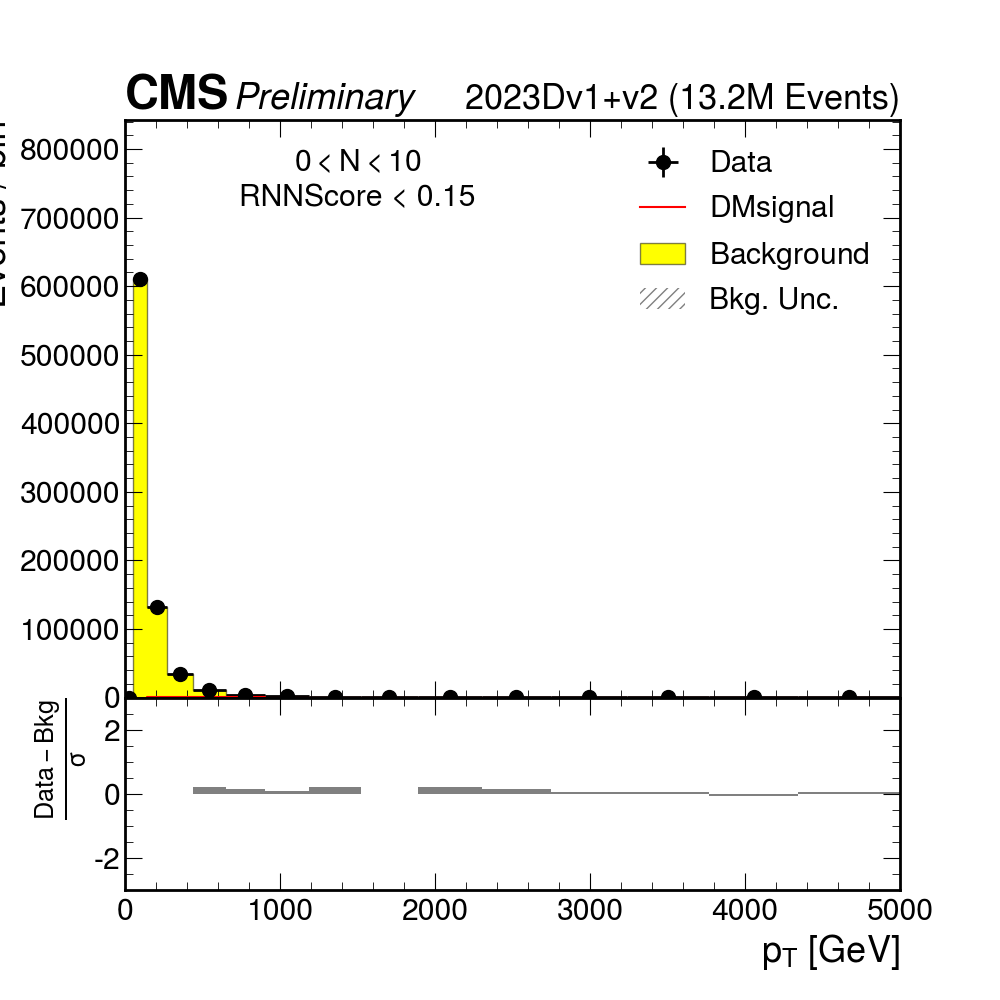 CMS Preliminary 2023Dv1+v2 (13.2M Events)
0 < N < 10
RNNScore < 0.15
Data
DMsignal
Background
Bkg. Unc.
800000
700000
600000
500000
400000
300000
200000
100000
0
2
0
-2
Data – Bkg
σ
0 1000 2000 3000 4000 5000
pT [GeV]